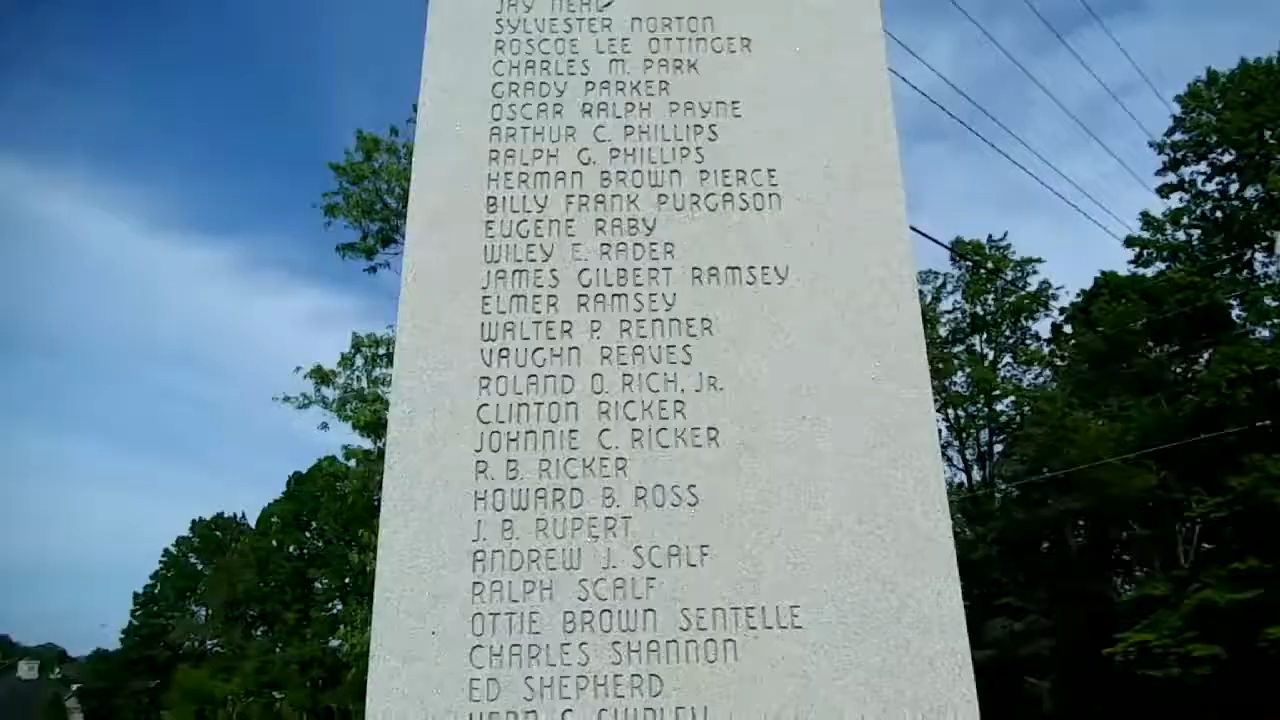 JAY NEAL
SYLVESTER NORTON
ROSCOE LEE OTTINGER
CHARLES M. PARK
GRADY PARKER
OSCAR RALPH PAYNE
ARTHUR C. PHILLIPS
RALPH G. PHILLIPS
HERMAN BROWN PIERCE
BILLY FRANK PURGASON
EUGENE RABY
WILEY E. RADER
JAMES GILBERT RAMSEY
ELMER RAMSEY
WALTER P. RENNER
VAUGHN REAVES
ROLAND O. RICH, JR.
CLINTON RICKER
JOHNNIE C. RICKER
R. B. RICKER
HOWARD B. ROSS
J. B. RUPERT
ANDREW J. SCALF
RALPH SCALF
OTTIE BROWN SENTELLE
CHARLES SHANNON
ED SHEPHERD